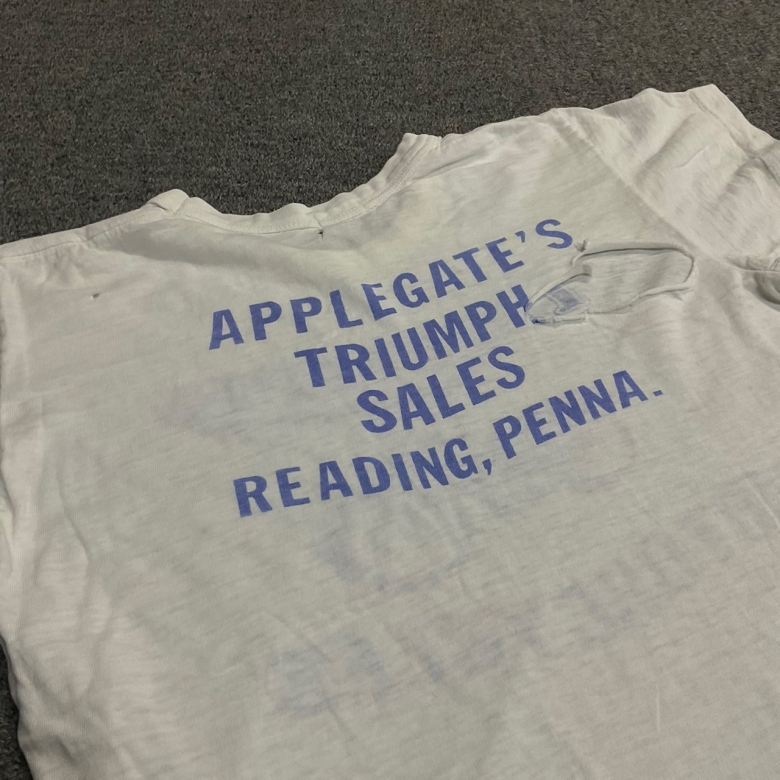 APPLEGATE'S
TRIUMPH
SALES
READING, PENNA.